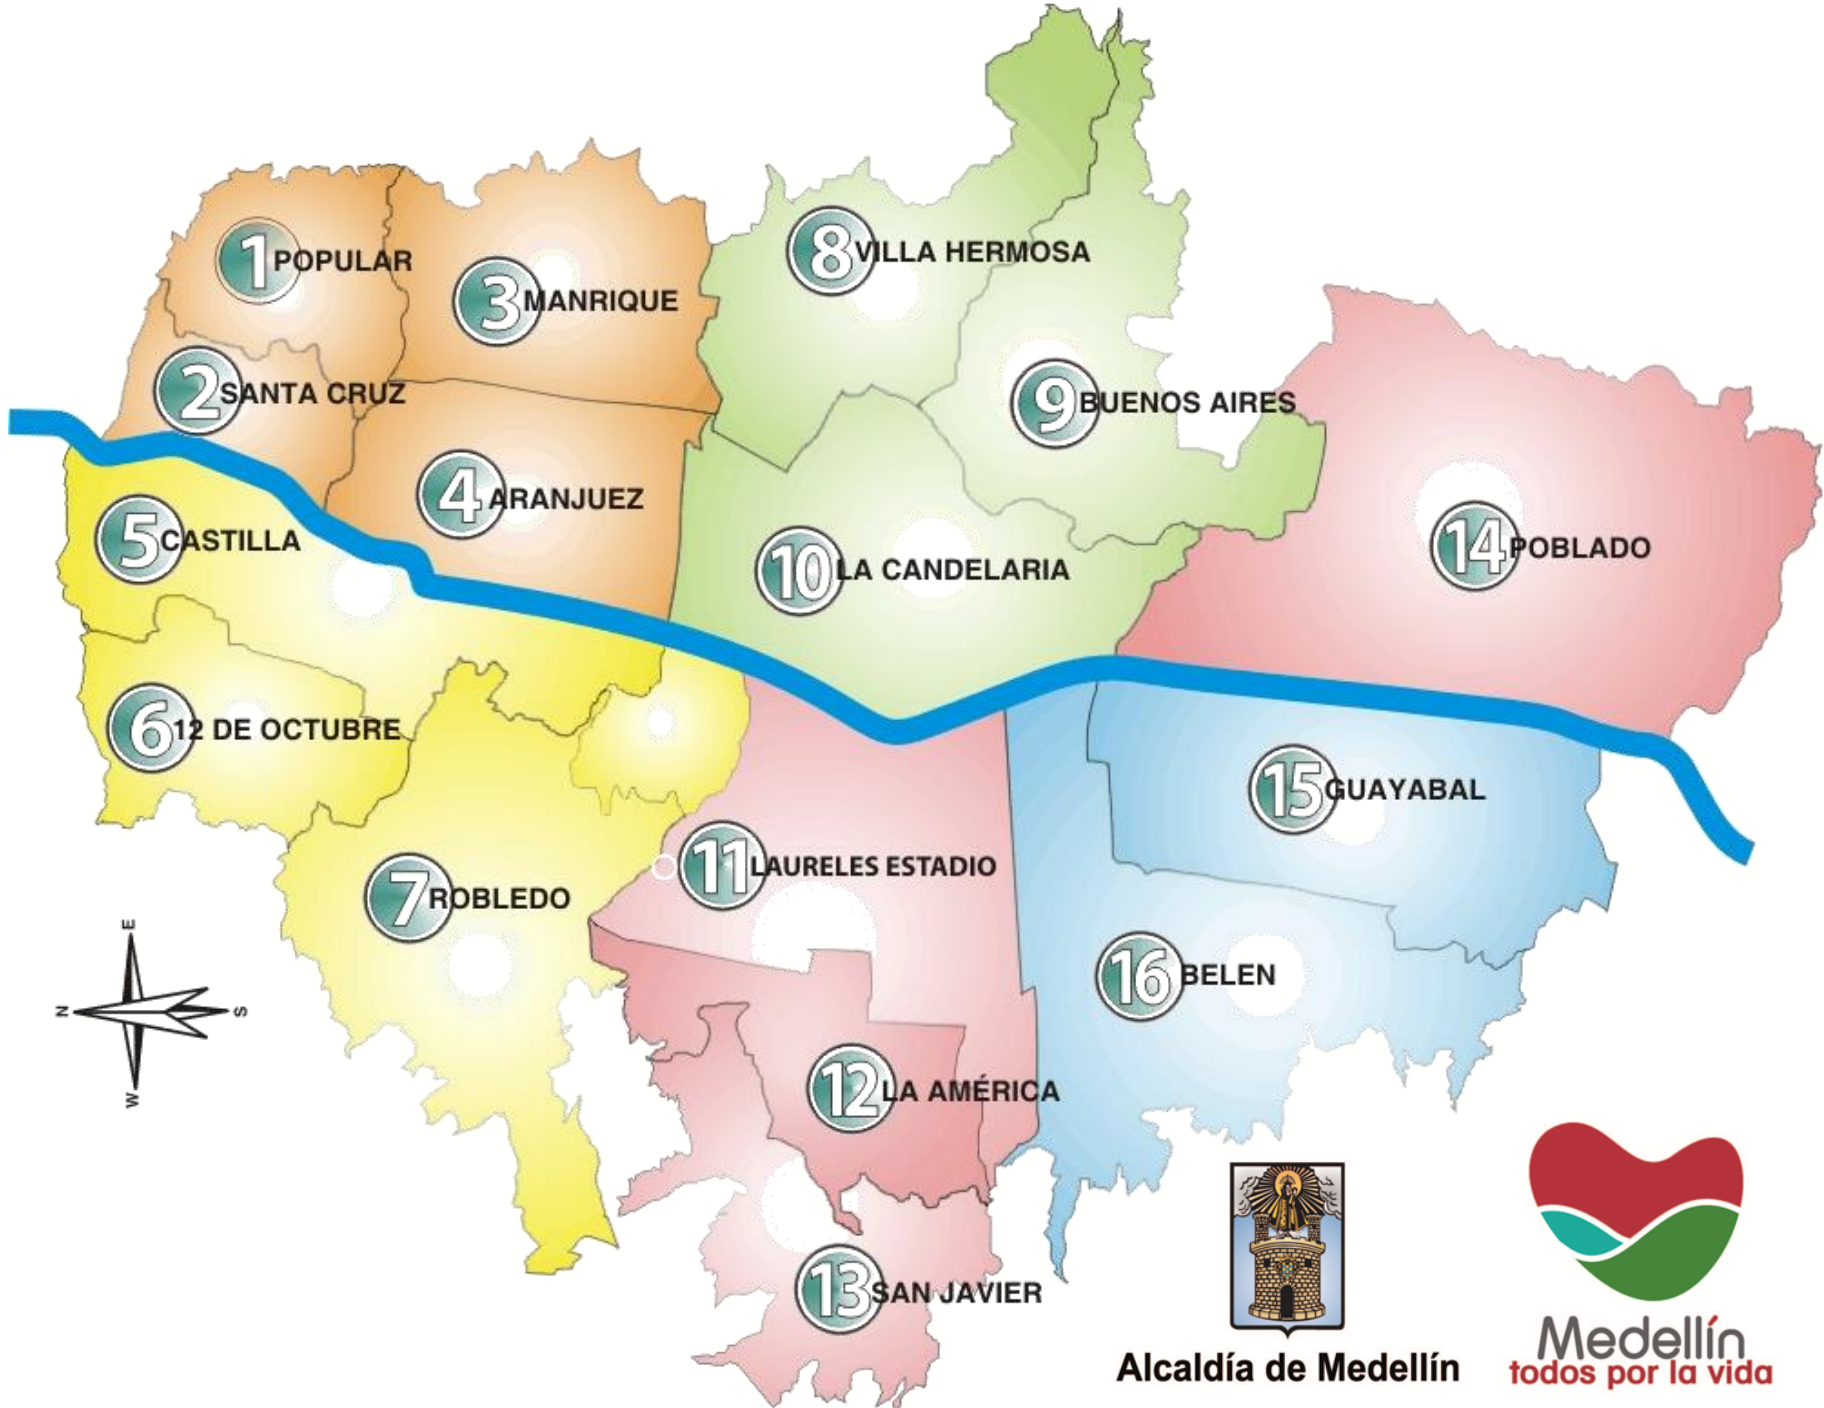 1 POPULAR
3 MANRIQUE
8 VILLA HERMOSA
2 SANTA CRUZ
9 BUENOS AIRES
4 ARANJUEZ
5 CASTILLA
10 LA CANDELARIA
14 POBLADO
6 12 DE OCTUBRE
15 GUAYABAL
7 ROBLEDO
11 LAURELES ESTADIO
16 BELEN
E
N
S
W
12 LA AMÉRICA
13 SAN JAVIER
Alcaldía de Medellín
Medellín
todos por la vida